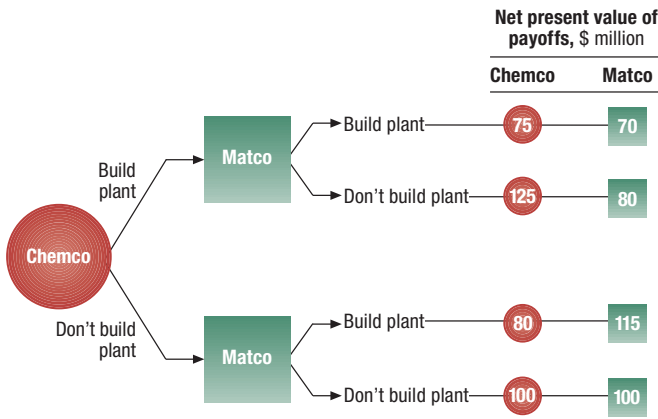 Net present value of
payoffs, $ million
Chemco Matco
Build plant 75 70
Matco
Build
plant
Don't build plant 125 80
Chemco
Don't build
plant
Build plant 80 115
Matco
Don't build plant 100 100